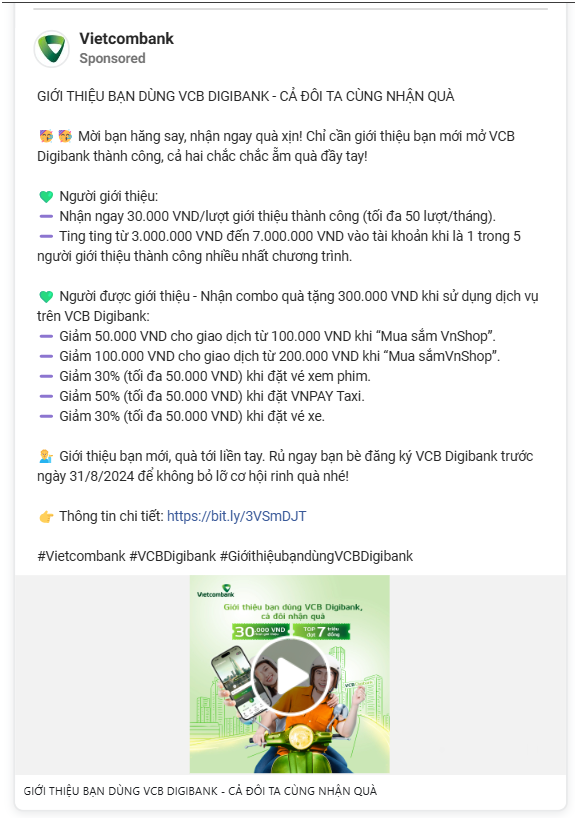 Vietcombank
Sponsored
GIỚI THIỆU BẠN DÙNG VCB DIGIBANK - CẢ ĐÔI TA CÙNG NHẬN QUÀ
🥳 🥳 Mời bạn hăng say, nhận ngay quà xịn! Chỉ cần giới thiệu bạn mới mở VCB
Digibank thành công, cả hai chắc chắc ẵm quà đầy tay!
💚 Người giới thiệu:
➖ Nhận ngay 30.000 VND/lượt giới thiệu thành công (tối đa 50 lượt/tháng).
➖ Ting ting từ 3.000.000 VND đến 7.000.000 VND vào tài khoản khi là 1 trong 5
người giới thiệu thành công nhiều nhất chương trình.
💚 Người được giới thiệu - Nhận combo quà tặng 300.000 VND khi sử dụng dịch vụ
trên VCB Digibank:
➖ Giảm 50.000 VND cho giao dịch từ 100.000 VND khi “Mua sắm VnShop”.
➖ Giảm 100.000 VND cho giao dịch từ 200.000 VND khi “Mua sắmVnShop”.
➖ Giảm 30% (tối đa 50.000 VND) khi đặt vé xem phim.
➖ Giảm 50% (tối đa 50.000 VND) khi đặt VNPAY Taxi.
➖ Giảm 30% (tối đa 50.000 VND) khi đặt vé xe.
💁 Giới thiệu bạn mới, quà tới liền tay. Rủ ngay bạn bè đăng ký VCB Digibank trước
ngày 31/8/2024 để không bỏ lỡ cơ hội rinh quà nhé!
👉 Thông tin chi tiết: https://bit.ly/3VSmDJT
#Vietcombank #VCBDigibank #GiớithiệubạndùngVCBDigibank
Vietcombank
Giới thiệu bạn dùng VCB Digibank,
cả đôi nhận quà
30.000 VND
TOP 7 triệu đồng
VCB
GIỚI THIỆU BẠN DÙNG VCB DIGIBANK - CẢ ĐÔI TA CÙNG NHẬN QUÀ